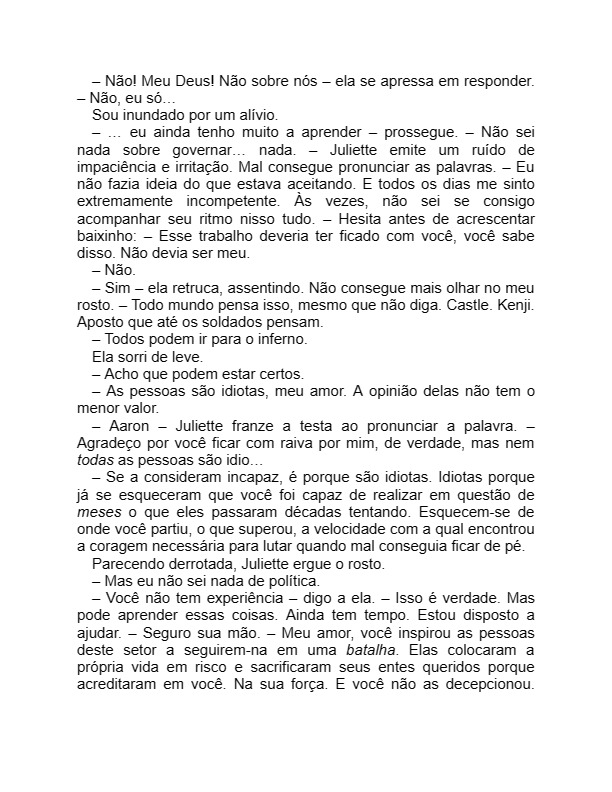 – Não! Meu Deus! Não sobre nós – ela se apressa em responder.
– Não, eu só…
Sou inundado por um alívio.
– … eu ainda tenho muito a aprender – prossegue. – Não sei
nada sobre governar… nada. – Juliette emite um ruído de
impaciência e irritação. Mal consegue pronunciar as palavras. – Eu
não fazia ideia do que estava aceitando. E todos os dias me sinto
extremamente incompetente. Às vezes, não sei se consigo
acompanhar seu ritmo nisso tudo. – Hesita antes de acrescentar
baixinho: – Esse trabalho deveria ter ficado com você, você sabe
disso. Não devia ser meu.
– Não.
– Sim – ela retruca, assentindo. Não consegue mais olhar no meu
rosto. – Todo mundo pensa isso, mesmo que não diga. Castle. Kenji.
Aposto que até os soldados pensam.
– Todos podem ir para o inferno.
Ela sorri de leve.
– Acho que podem estar certos.
– As pessoas são idiotas, meu amor. A opinião delas não tem o
menor valor.
– Aaron – Juliette franze a testa ao pronunciar a palavra. –
Agradeço por você ficar com raiva por mim, de verdade, mas nem
todas as pessoas são idio…
– Se a consideram incapaz, é porque são idiotas. Idiotas porque
já se esqueceram que você foi capaz de realizar em questão de
meses o que eles passaram décadas tentando. Esquecem-se de
onde você partiu, o que superou, a velocidade com a qual encontrou
a coragem necessária para lutar quando mal conseguia ficar de pé.
Parecendo derrotada, Juliette ergue o rosto.
– Mas eu não sei nada de política.
– Você não tem experiência – digo a ela. – Isso é verdade. Mas
pode aprender essas coisas. Ainda tem tempo. Estou disposto a
ajudar. – Seguro sua mão. – Meu amor, você inspirou as pessoas
deste setor a seguirem-na em uma batalha. Elas colocaram a
própria vida em risco e sacrificaram seus entes queridos porque
acreditaram em você. Na sua força. E você não as decepcionou.